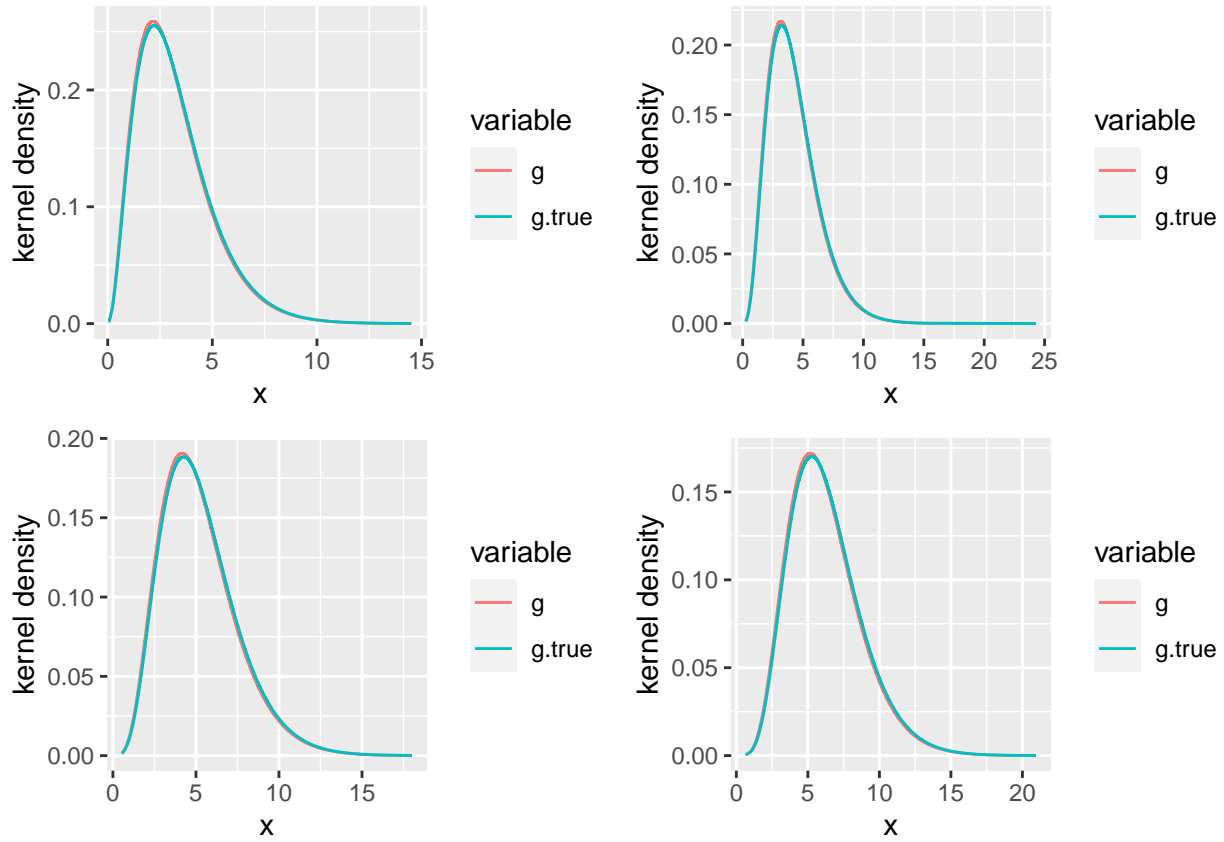 0.2
0.1
0.0
kernel density
0 5 10 15
x
variable
g
g.true
0.20
0.15
0.10
0.05
0.00
kernel density
0 5 10 15 20 25
x
variable
g
g.true
0.20
0.15
0.10
0.05
0.00
kernel density
0 5 10 15
x
variable
g
g.true
0.15
0.10
0.05
0.00
kernel density
0 5 10 15 20
x
variable
g
g.true